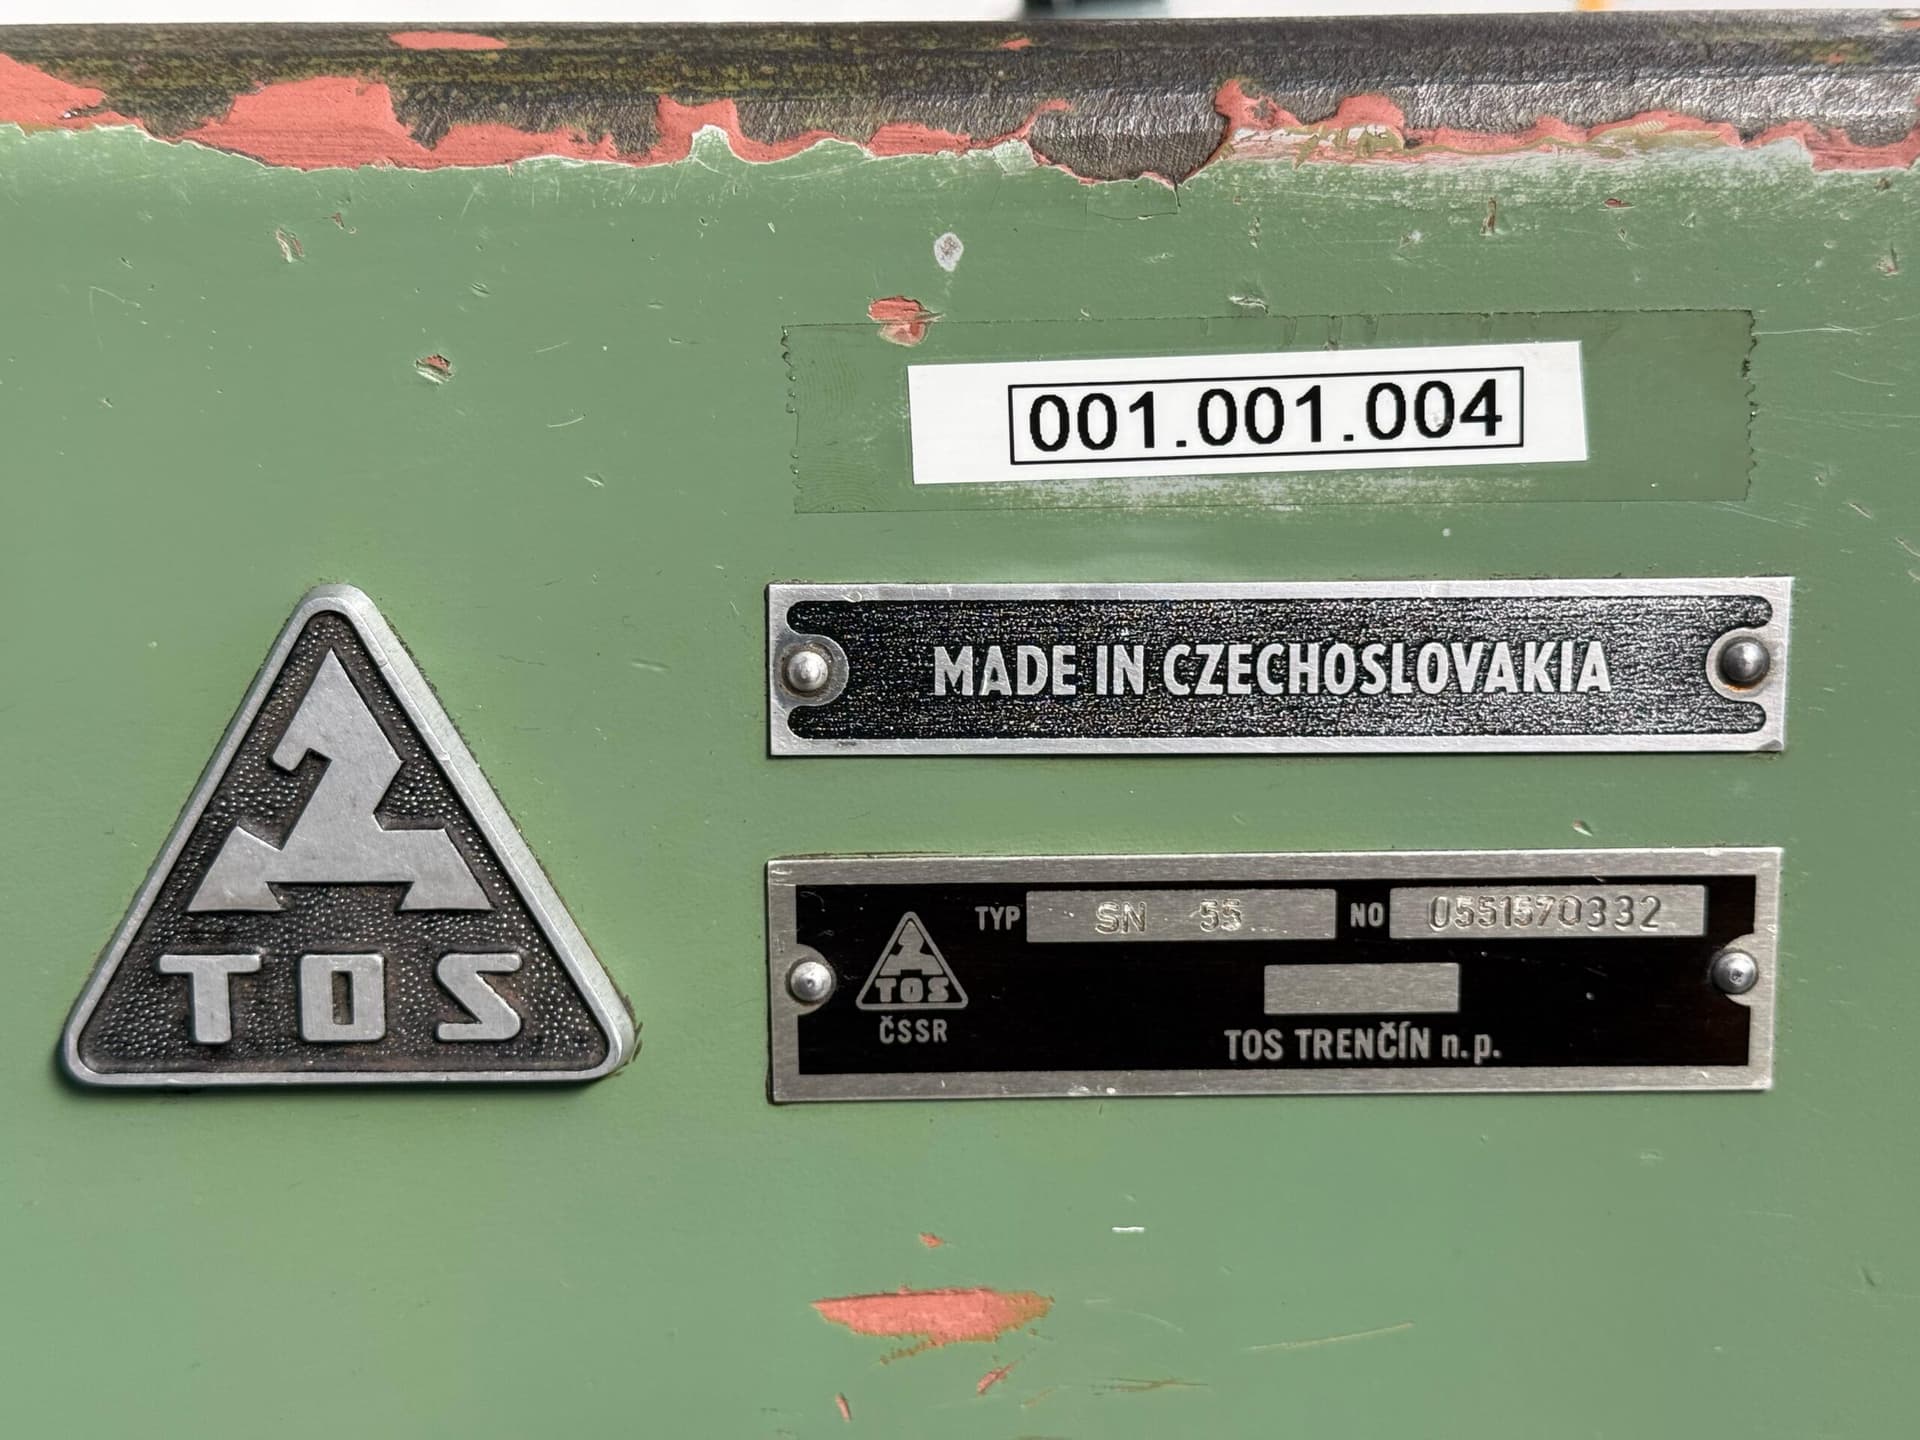 001.001.004
MADE IN CZECHOSLOVAKIA
TOS
TYP SN 55 NO 0551570332
TOS
ČSSR
TOS TRENČÍN n.p.